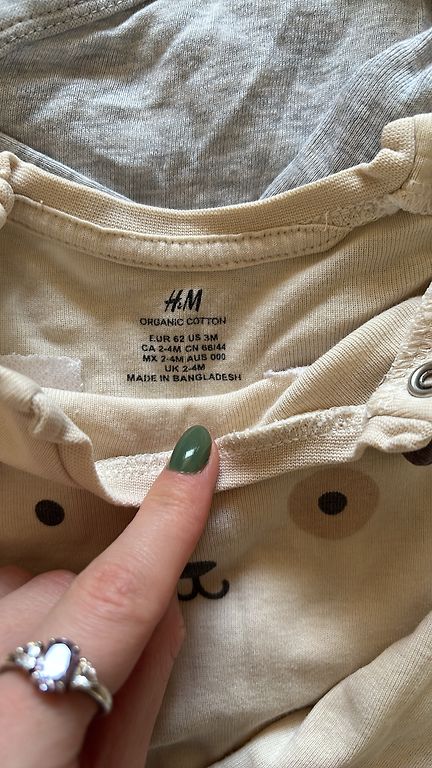 H&M
ORGANIC COTTON
EUR 62 US 3M
CA 2-4M CN 66/44
MX 2-4M AUS 000
UK 2-4M
MADE IN BANGLADESH